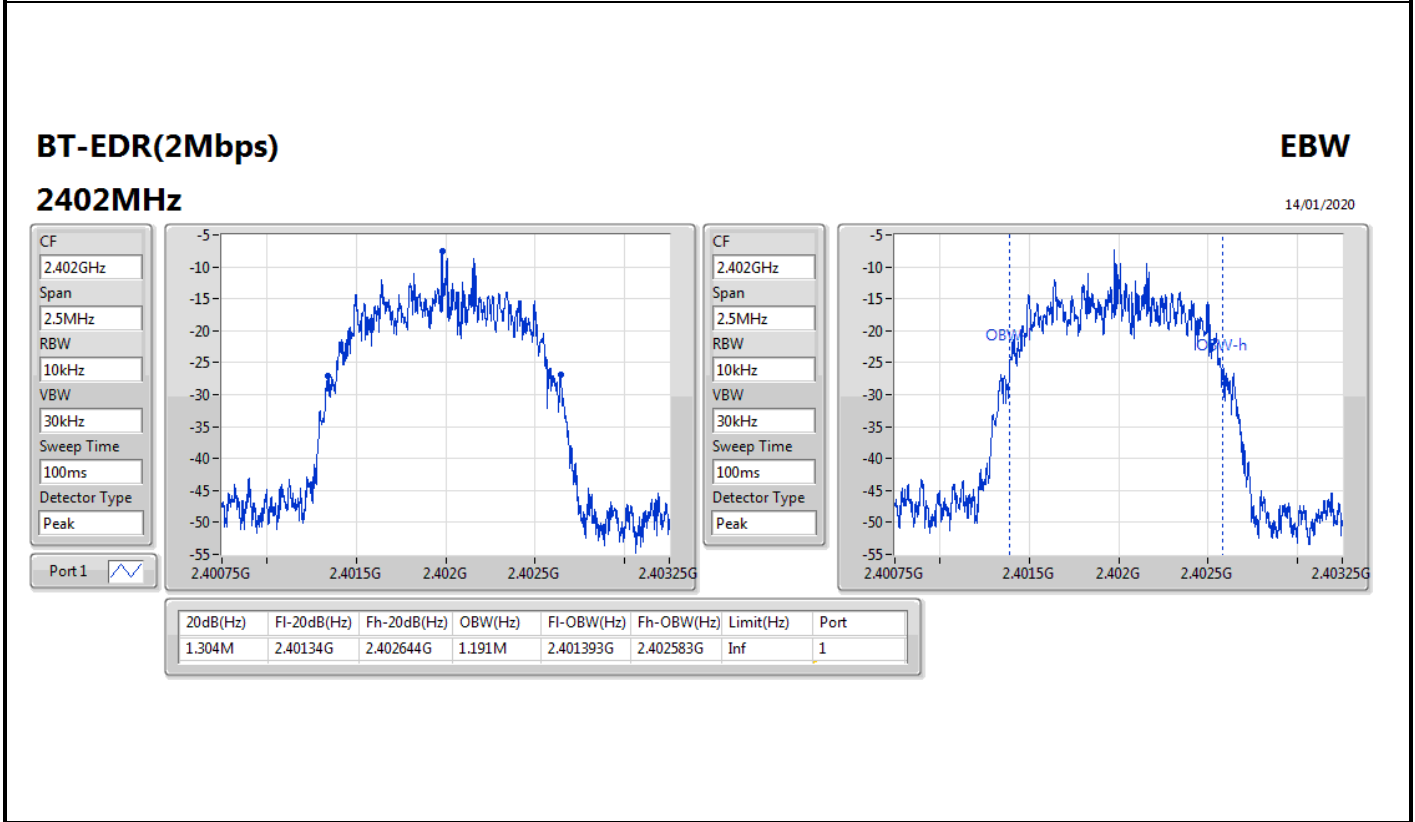 BT-EDR(2Mbps) EBW
2402MHz 14/01/2020
CF
2.402GHz
Span
2.5MHz
RBW
10kHz
VBW
30kHz
Sweep Time
100ms
Detector Type
Peak
Port 1
-5
-10
-15
-20
-25
-30
-35
-40
-45
-50
-55
2.40075G 2.4015G 2.402G 2.4025G 2.40325G
CF
2.402GHz
Span
2.5MHz
RBW
10kHz
VBW
30kHz
Sweep Time
100ms
Detector Type
Peak
-5
-10
-15
-20
-25
-30
-35
-40
-45
-50
-55
OBW-h
2.40075G 2.4015G 2.402G 2.4025G 2.40325G
20dB(Hz) Fl-20dB(Hz) Fh-20dB(Hz) OBW(Hz) Fl-OBW(Hz) Fh-OBW(Hz) Limit(Hz) Port
1.304M 2.40134G 2.402644G 1.191M 2.401393G 2.402583G Inf 1